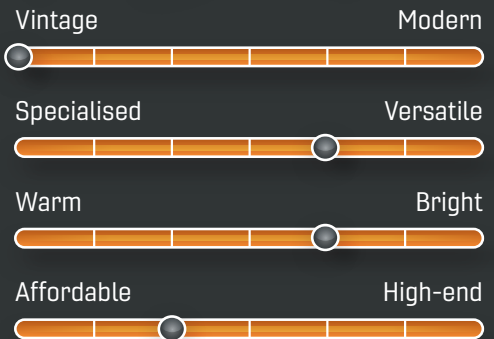 Vintage Modern
Specialised Versatile
Warm Bright
Affordable High-end